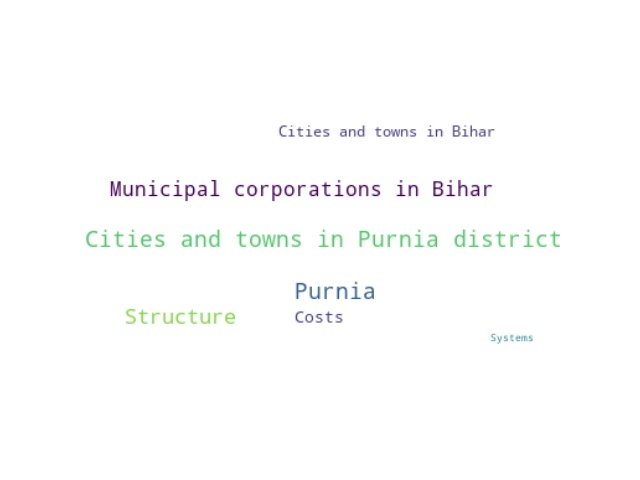 Cities and towns in Bihar
Municipal corporations in Bihar
Cities and towns in Purnia district
Purnia
Structure
Costs
Systems